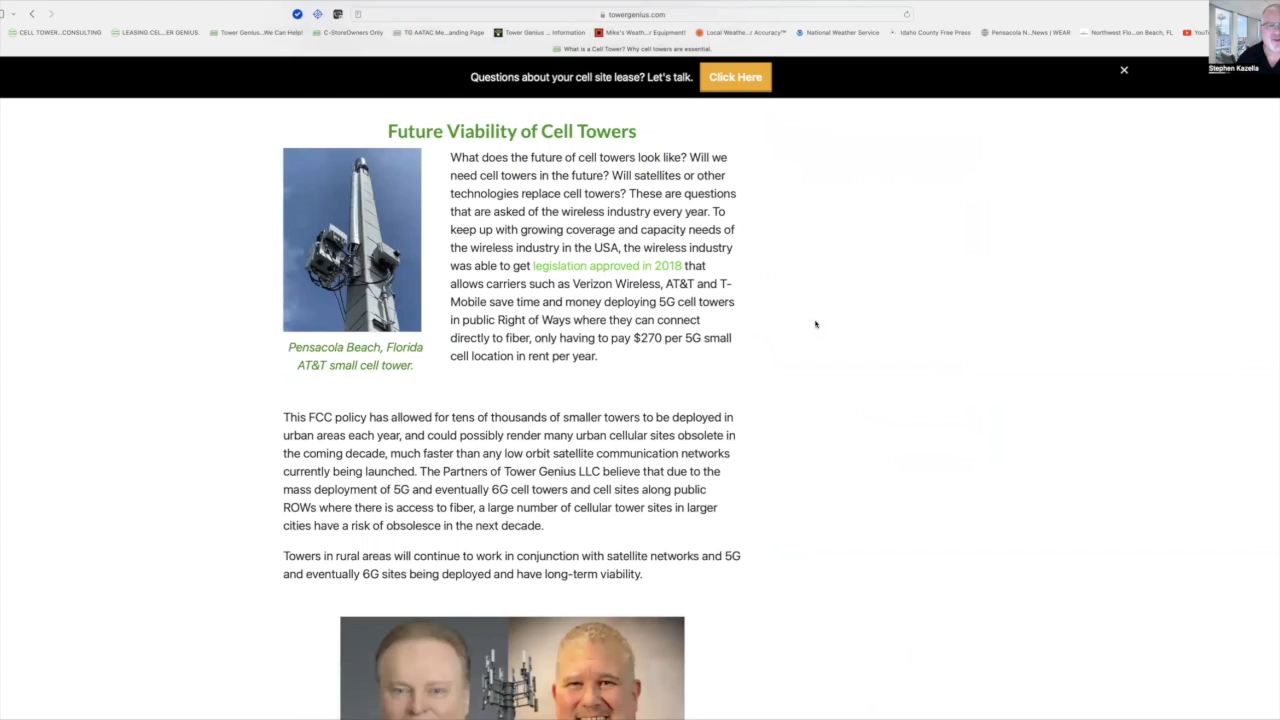 towergenius.com
CELL TOWER...CONSULTING
LEASING CEL...ER GENIUS.
Tower Genius...We Can Help!
C-StoreOwners Only
TG AATAC Me...anding Page
Tower Genius ... Information
Mike's Weath...r Equipment!
Local Weathe...r Accuracy™
National Weather Service
Idaho County Free Press
Pensacola N...News | WEAR
Northwest Flo...on Beach, FL
What is a Cell Tower? Why cell towers are essential.
Stephen Kazella
Questions about your cell site lease? Let's talk.
Click Here
Future Viability of Cell Towers
What does the future of cell towers look like? Will we
need cell towers in the future? Will satellites or other
technologies replace cell towers? These are questions
that are asked of the wireless industry every year. To
keep up with growing coverage and capacity needs of
the wireless industry in the USA, the wireless industry
was able to get legislation approved in 2018 that
allows carriers such as Verizon Wireless, AT&T and T-
Mobile save time and money deploying 5G cell towers
in public Right of Ways where they can connect
directly to fiber, only having to pay $270 per 5G small
cell location in rent per year.
Pensacola Beach, Florida
AT&T small cell tower.
This FCC policy has allowed for tens of thousands of smaller towers to be deployed in
urban areas each year, and could possibly render many urban cellular sites obsolete in
the coming decade, much faster than any low orbit satellite communication networks
currently being launched. The Partners of Tower Genius LLC believe that due to the
mass deployment of 5G and eventually 6G cell towers and cell sites along public
ROWs where there is access to fiber, a large number of cellular tower sites in larger
cities have a risk of obsolesce in the next decade.
Towers in rural areas will continue to work in conjunction with satellite networks and 5G
and eventually 6G sites being deployed and have long-term viability.